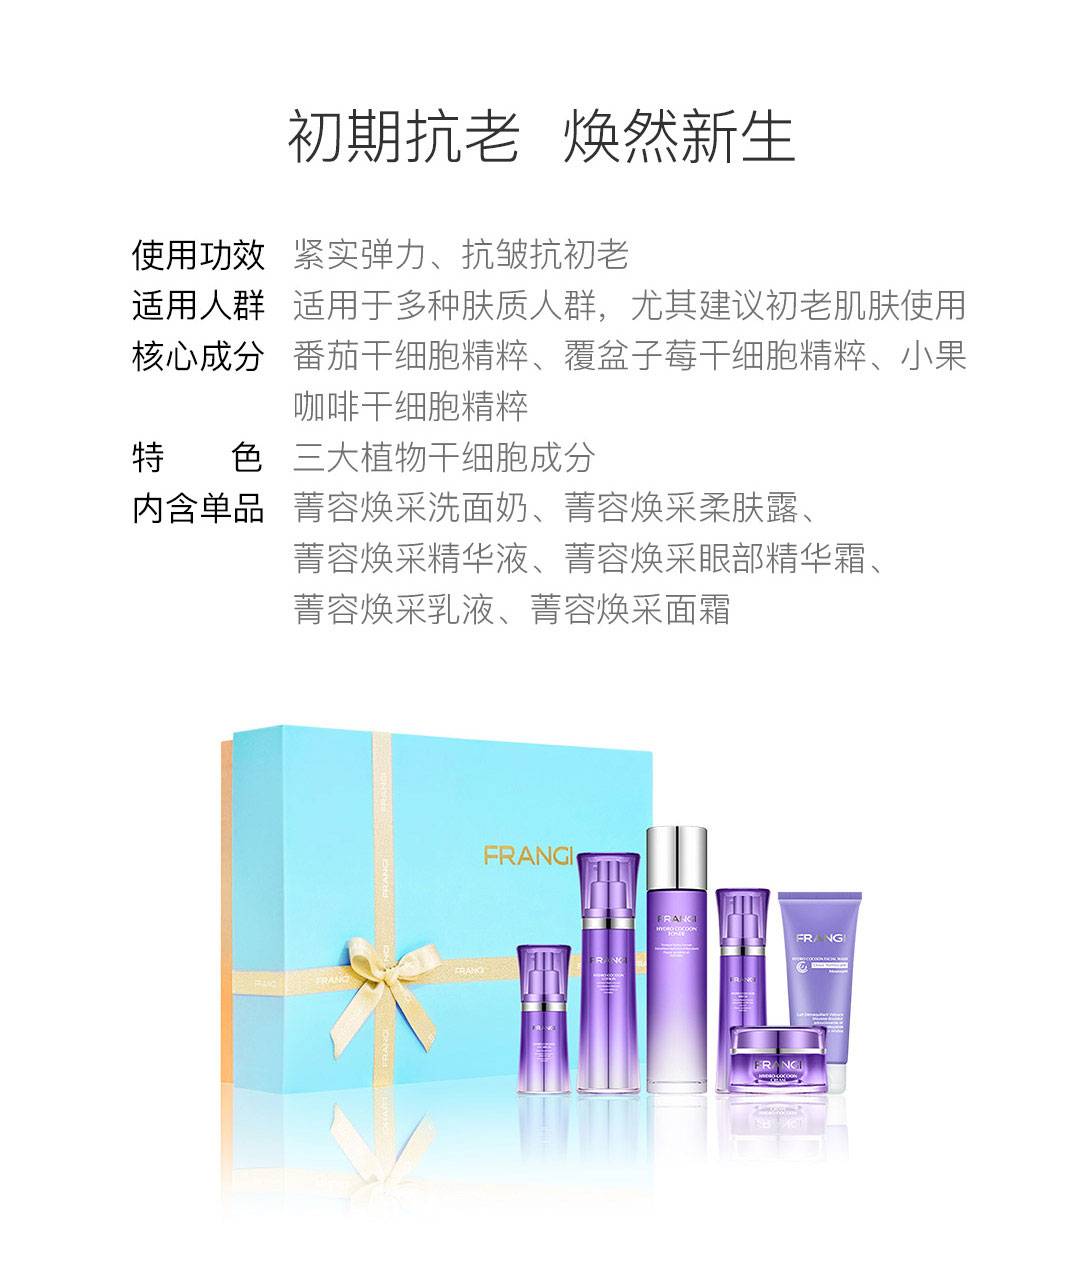 初期抗老 焕然新生
使用功效 紧实弹力、抗皱抗初老
适用人群 适用于多种肤质人群，尤其建议初老肌肤使用
核心成分 番茄干细胞精粹、覆盆子莓干细胞精粹、小果
咖啡干细胞精粹
特 色 三大植物干细胞成分
内含单品 菁容焕采洗面奶、菁容焕采柔肤露、
菁容焕采精华液、菁容焕采眼部精华霜、
菁容焕采乳液、菁容焕采面霜
FRANGI
FRANGI
FRANGI
FRANGI
FRANGI
FRANGI
FRANGI
FRANGI
FRANGI
HYDRO-COCOON
LOTION
FRANGI
HYDRO COCOON
TONER
FRANGI
HYDRO-COCOON FACIAL WASH
FRANGI
HYDRO-COCOON
CREAM